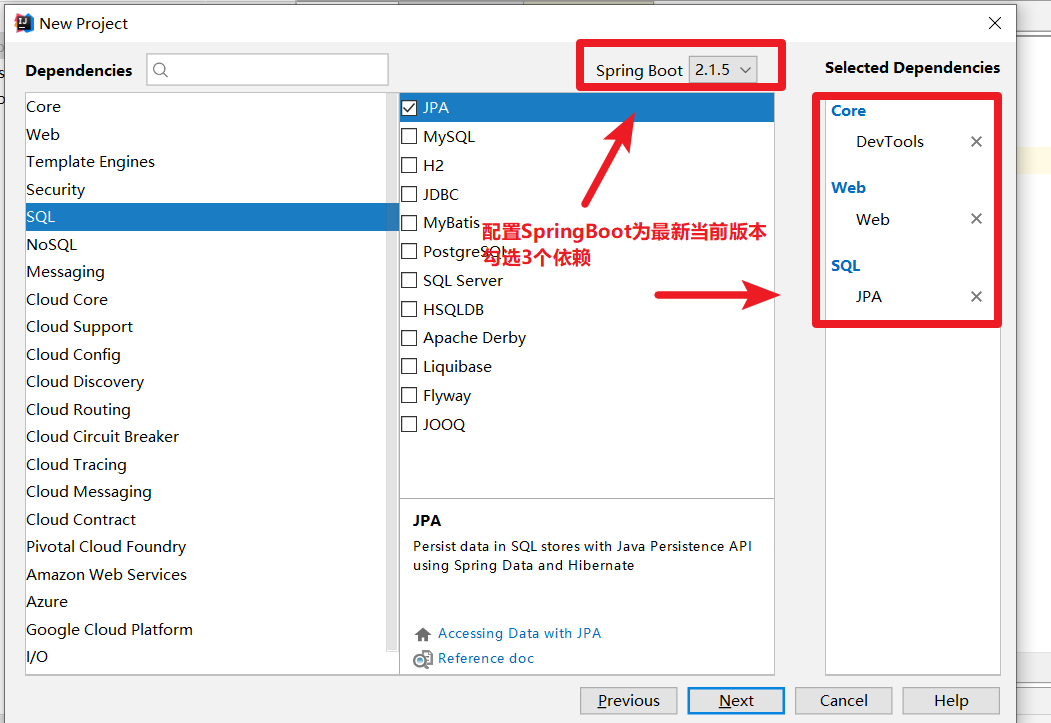 New Project
Dependencies
Spring Boot 2.1.5
Selected Dependencies
Core
Web
Template Engines
Security
SQL
NoSQL
Messaging
Cloud Core
Cloud Support
Cloud Config
Cloud Discovery
Cloud Routing
Cloud Circuit Breaker
Cloud Tracing
Cloud Messaging
Cloud Contract
Pivotal Cloud Foundry
Amazon Web Services
Azure
Google Cloud Platform
I/O
JPA
MySQL
H2
JDBC
MyBatis
PostgreSQL
SQL Server
HSQLDB
Apache Derby
Liquibase
Flyway
JOOQ
配置SpringBoot为最新当前版本
勾选3个依赖
JPA
Persist data in SQL stores with Java Persistence API
using Spring Data and Hibernate
Accessing Data with JPA
Reference doc
Core
DevTools
Web
Web
SQL
JPA
Previous
Next
Cancel
Help